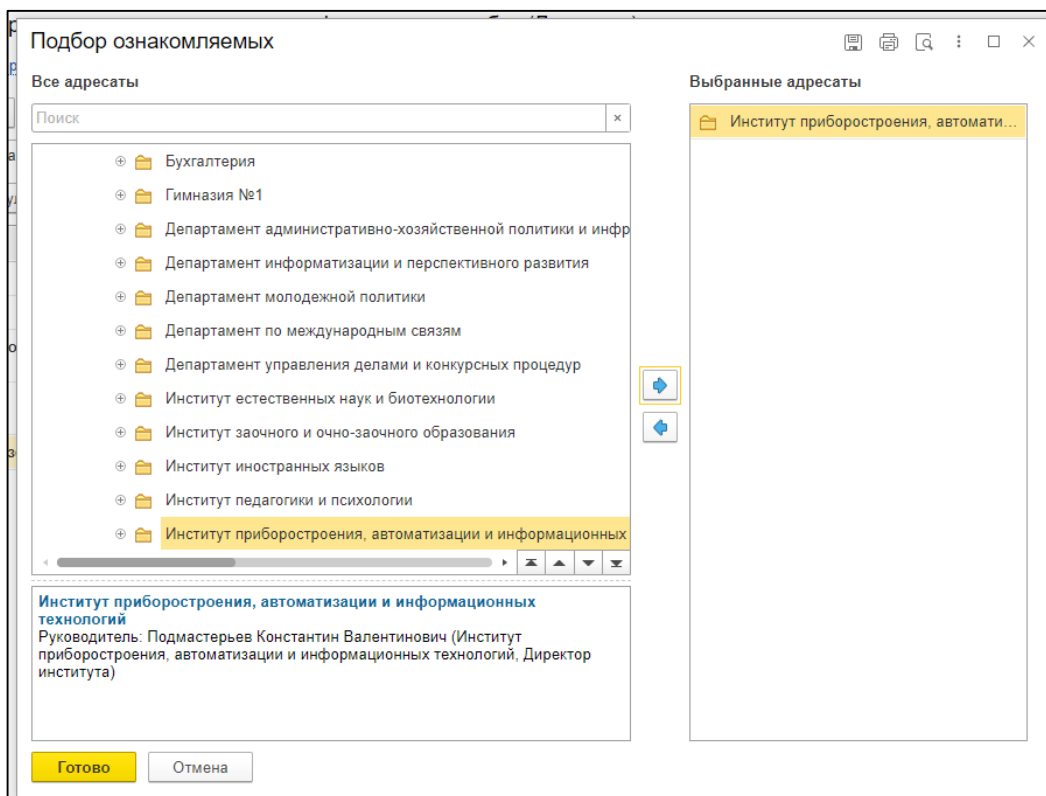 Подбор ознакомляемых
Все адресаты
Выбранные адресаты
Поиск
Институт приборостроения, автомати...
Бухгалтерия
Гимназия №1
Департамент административно-хозяйственной политики и инфр
Департамент информатизации и перспективного развития
Департамент молодежной политики
Департамент по международным связям
Департамент управления делами и конкурсных процедур
Институт естественных наук и биотехнологии
Институт заочного и очно-заочного образования
Институт иностранных языков
Институт педагогики и психологии
Институт приборостроения, автоматизации и информационных
Институт приборостроения, автоматизации и информационных
технологий
Руководитель: Подмастерьев Константин Валентинович (Институт
приборостроения, автоматизации и информационных технологий, Директор
института)
Готово
Отмена